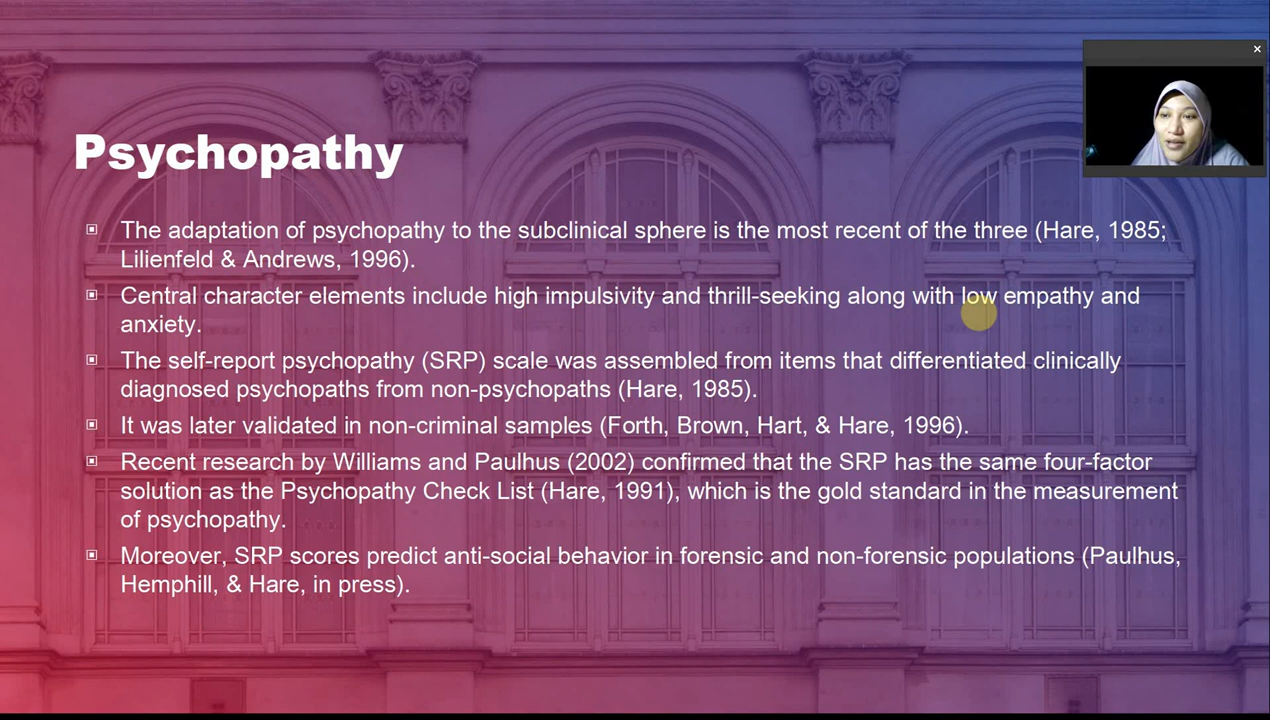 Psychopathy
The adaptation of psychopathy to the subclinical sphere is the most recent of the three (Hare, 1985;
Lilienfeld & Andrews, 1996).
Central character elements include high impulsivity and thrill-seeking along with low empathy and
anxiety.
The self-report psychopathy (SRP) scale was assembled from items that differentiated clinically
diagnosed psychopaths from non-psychopaths (Hare, 1985).
It was later validated in non-criminal samples (Forth, Brown, Hart, & Hare, 1996).
Recent research by Williams and Paulhus (2002) confirmed that the SRP has the same four-factor
solution as the Psychopathy Check List (Hare, 1991), which is the gold standard in the measurement
of psychopathy.
Moreover, SRP scores predict anti-social behavior in forensic and non-forensic populations (Paulhus,
Hemphill, & Hare, in press).